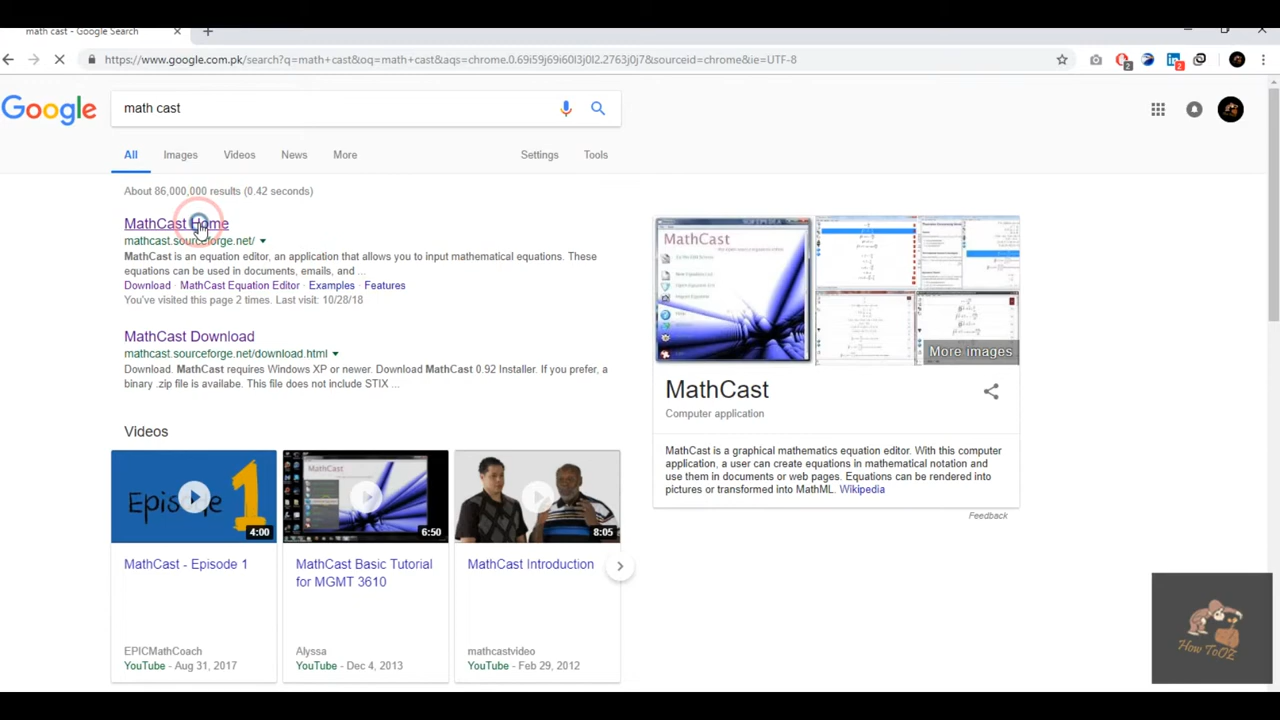 math cast - Google Search
https://www.google.com.pk/search?q=math+cast&oq=math+cast&aqs=chrome.0.69i59j69i60l3j0l2.2763j0j7&sourceid=chrome&ie=UTF-8
2
2
Google
math cast
All
Images
Videos
News
More
Settings
Tools
About 86,000,000 results (0.42 seconds)
MathCast Home
mathcast.sourceforge.net/
MathCast is an equation editor, an application that allows you to input mathematical equations. These
equations can be used in documents, emails, and ...
Download · MathCast Equation Editor · Examples · Features
You've visited this page 2 times. Last visit: 10/28/18
MathCast Download
mathcast.sourceforge.net/download.html
Download. MathCast requires Windows XP or newer. Download MathCast 0.92 Installer. If you prefer, a
binary .zip file is availabe. This file does not include STIX ...
Videos
Episode 1
4:00
MathCast
6:50
8:05
MathCast - Episode 1
EPICMathCoach
YouTube - Aug 31, 2017
MathCast Basic Tutorial
for MGMT 3610
Alyssa
YouTube - Dec 4, 2013
MathCast Introduction
mathcastvideo
YouTube - Feb 29, 2012
SOFTPEDIA
MathCast
More images
MathCast
Computer application
MathCast is a graphical mathematics equation editor. With this computer
application, a user can create equations in mathematical notation and
use them in documents or web pages. Equations can be rendered into
pictures or transformed into MathML. Wikipedia
Feedback
How ToOZ